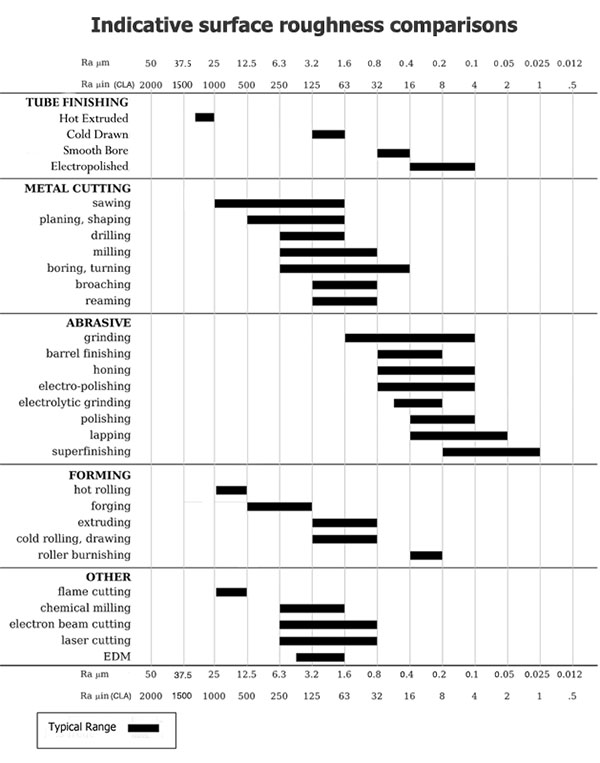 Indicative surface roughness comparisons
Ra µm 50 37.5 25 12.5 6.3 3.2 1.6 0.8 0.4 0.2 0.1 0.05 0.025 0.012
Ra µin (CLA) 2000 1500 1000 500 250 125 63 32 16 8 4 2 1 .5
TUBE FINISHING
Hot Extruded
Cold Drawn
Smooth Bore
Electropolished
METAL CUTTING
sawing
planing, shaping
drilling
milling
boring, turning
broaching
reaming
ABRASIVE
grinding
barrel finishing
honing
electro-polishing
electrolytic grinding
polishing
lapping
superfinishing
FORMING
hot rolling
forging
extruding
cold rolling, drawing
roller burnishing
OTHER
flame cutting
chemical milling
electron beam cutting
laser cutting
EDM
Ra µm 50 37.5 25 12.5 6.3 3.2 1.6 0.8 0.4 0.2 0.1 0.05 0.025 0.012
Ra µin (CLA) 2000 1500 1000 500 250 125 63 32 16 8 4 2 1 .5
Typical Range